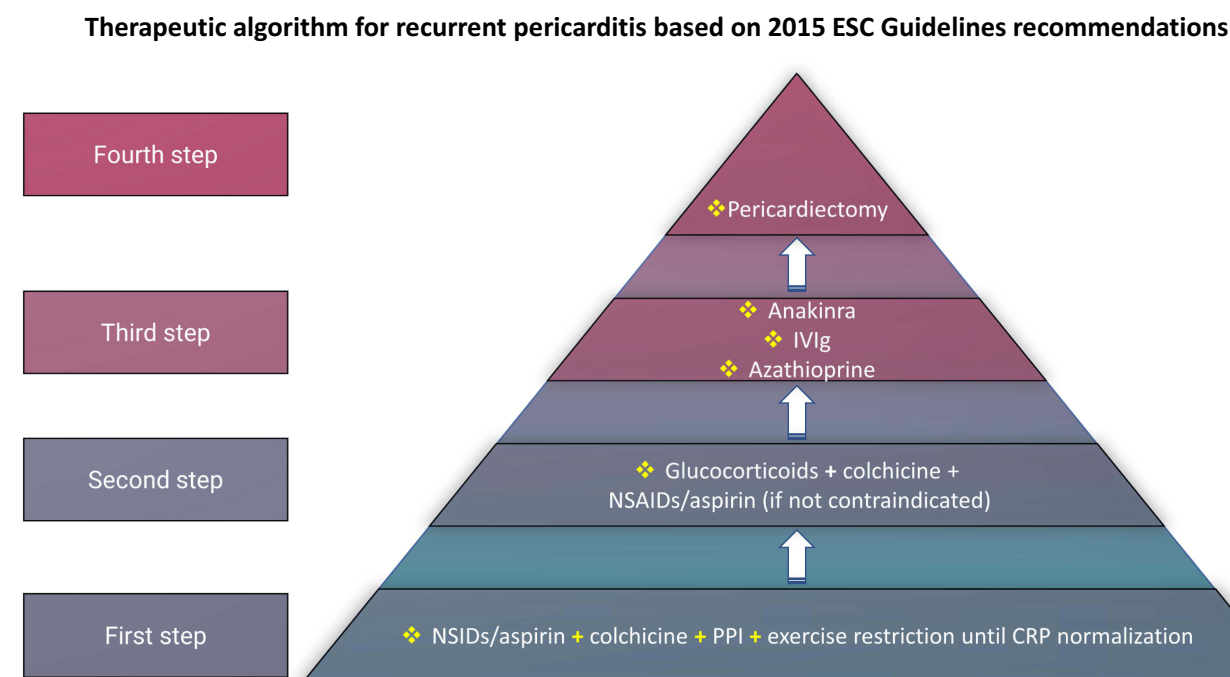 Therapeutic algorithm for recurrent pericarditis based on 2015 ESC Guidelines recommendations
Fourth step
❖Pericardiectomy
Third step
❖ Anakinra
❖ IVIg
❖ Azathioprine
Second step
❖ Glucocorticoids + colchicine +
NSAIDs/aspirin (if not contraindicated)
First step
❖ NSIDs/aspirin + colchicine + PPI + exercise restriction until CRP normalization